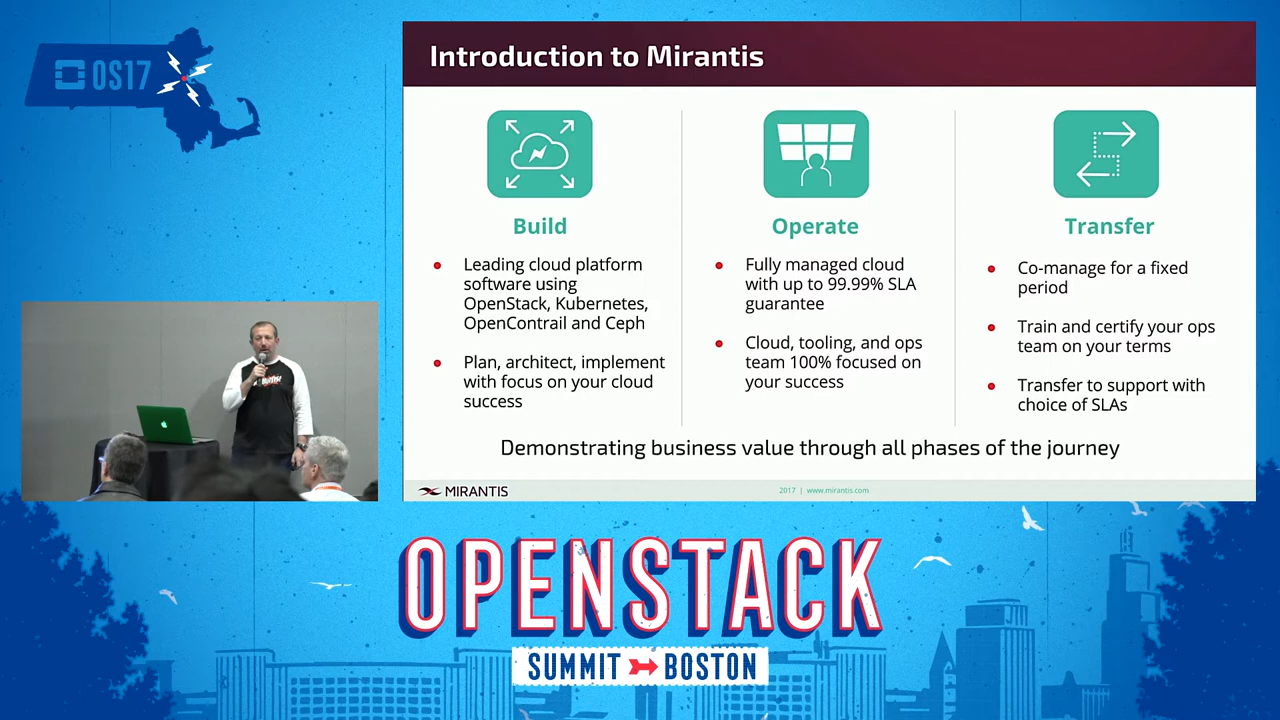 OS17
Introduction to Mirantis
Build
Leading cloud platform
software using
OpenStack, Kubernetes,
OpenContrail and Ceph
Plan, architect, implement
with focus on your cloud
success
Operate
Fully managed cloud
with up to 99.99% SLA
guarantee
Cloud, tooling, and ops
team 100% focused on
your success
Transfer
Co-manage for a fixed
period
Train and certify your ops
team on your terms
Transfer to support with
choice of SLAs
Demonstrating business value through all phases of the journey
MIRANTIS
2017 | www.mirantis.com
OPENSTACK
SUMMIT BOSTON